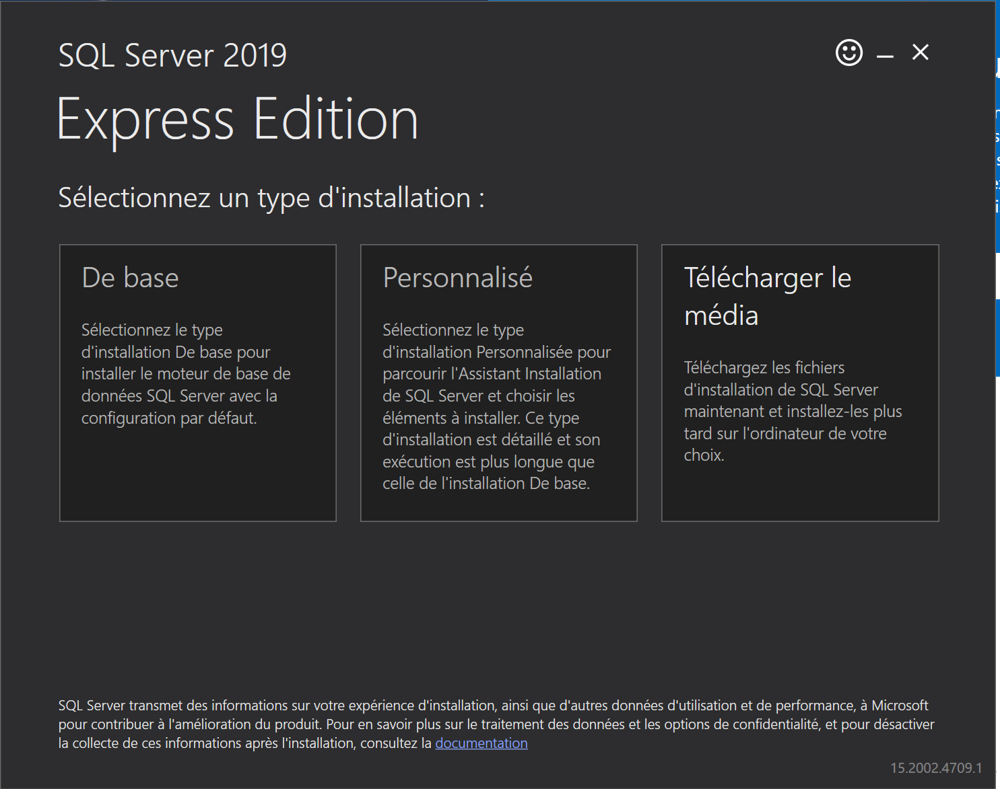 SQL Server 2019
Express Edition
Sélectionnez un type d'installation :
De base
Sélectionnez le type
d'installation De base pour
installer le moteur de base de
données SQL Server avec la
configuration par défaut.
Personnalisé
Sélectionnez le type
d'installation Personnalisée pour
parcourir l'Assistant Installation
de SQL Server et choisir les
éléments à installer. Ce type
d'installation est détaillé et son
exécution est plus longue que
celle de l'installation De base.
Télécharger le
média
Téléchargez les fichiers
d'installation de SQL Server
maintenant et installez-les plus
tard sur l'ordinateur de votre
choix.
SQL Server transmet des informations sur votre expérience d'installation, ainsi que d'autres données d'utilisation et de performance, à Microsoft
pour contribuer à l'amélioration du produit. Pour en savoir plus sur le traitement des données et les options de confidentialité, et pour désactiver
la collecte de ces informations après l'installation, consultez la documentation
15.2002.4709.1